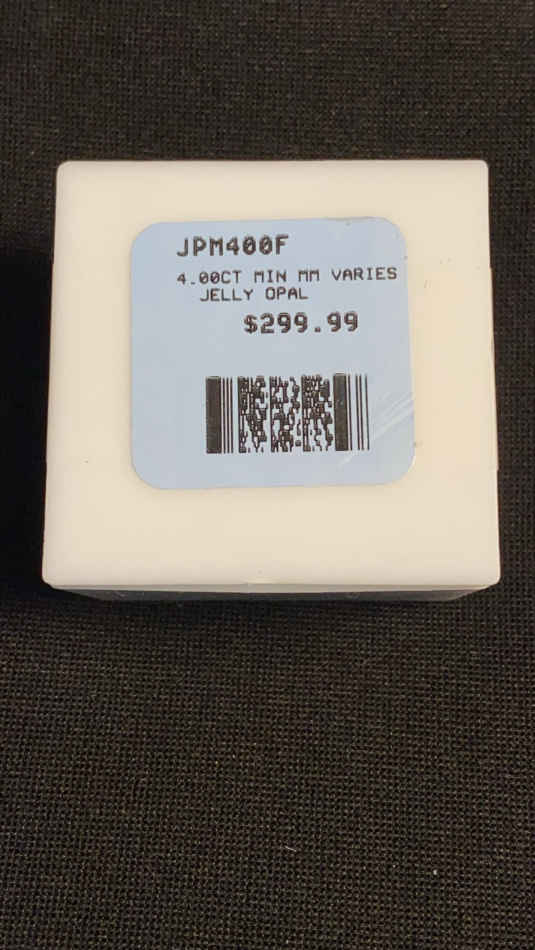 JPM400F
4.00CT MIN MM VARIES
JELLY OPAL
$299.99